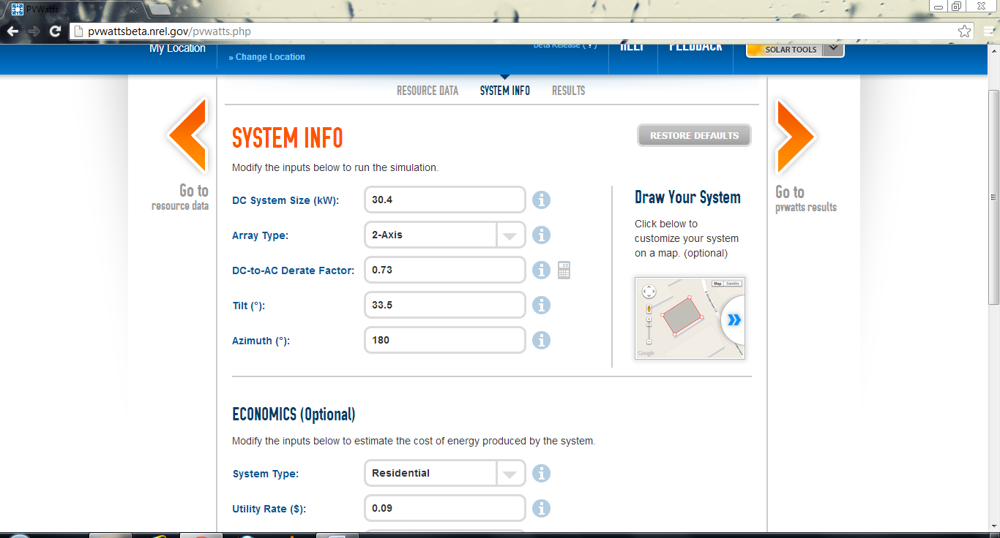 PVWatts
pvwattsbeta.nrel.gov/pvwatts.php
My Location
» Change Location
Beta Release ( ? )
HELP
FEEDBACK
SOLAR TOOLS
RESOURCE DATA
SYSTEM INFO
RESULTS
Go to
resource data
SYSTEM INFO
RESTORE DEFAULTS
Modify the inputs below to run the simulation.
DC System Size (kW):
30.4
Array Type:
2-Axis
DC-to-AC Derate Factor:
0.73
Tilt (°):
33.5
Azimuth (°):
180
Draw Your System
Click below to
customize your system
on a map. (optional)
Map
Satellite
Google
Go to
pvwatts results
ECONOMICS (Optional)
Modify the inputs below to estimate the cost of energy produced by the system.
System Type:
Residential
Utility Rate ($):
0.09